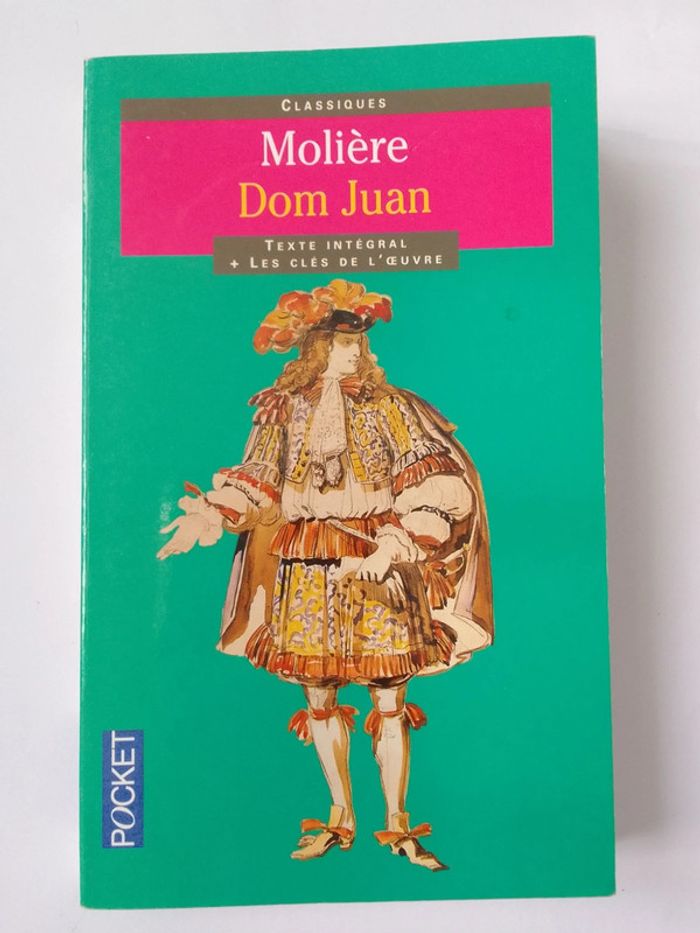 CLASSIQUES
Molière
Dom Juan
TEXTE INTÉGRAL
+ LES CLÉS DE L'ŒUVRE
POCKET